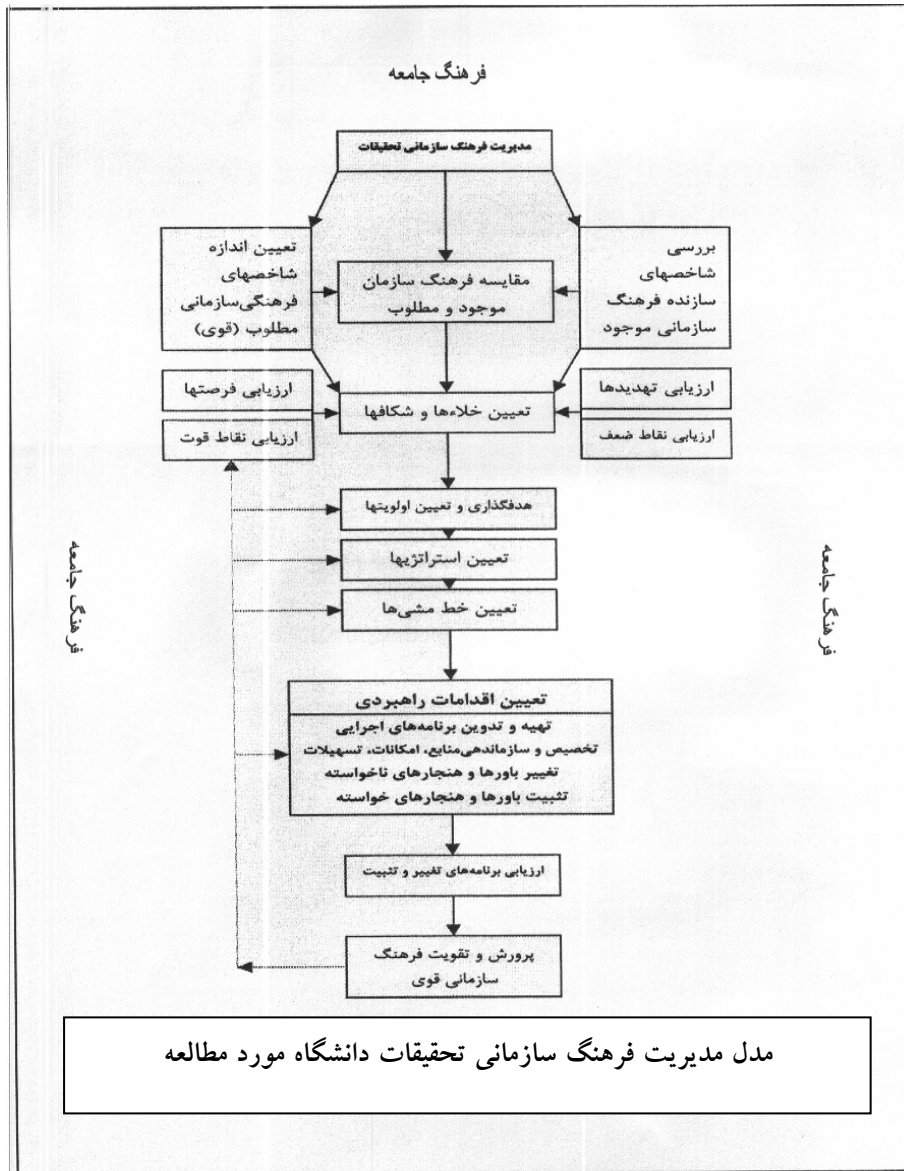 فرهنگ جامعه
مدیریت فرهنگ سازمانی تحقیقات
بررسی
شاخصهای
سازنده فرهنگ
سازمانی موجود
مقایسه فرهنگ سازمان
موجود و مطلوب
تعیین اندازه
شاخصهای
فرهنگی‌سازمانی
مطلوب (قوی)
ارزیابی تهدیدها
ارزیابی نقاط ضعف
تعیین خلاءها و شکافها
ارزیابی فرصتها
ارزیابی نقاط قوت
هدفگذاری و تعیین اولویتها
تعیین استراتژیها
تعیین خط مشی‌ها
فرهنگ جامعه
فرهنگ جامعه
تعیین اقدامات راهبردی
تهیه و تدوین برنامه‌های اجرایی
تخصیص و سازماندهی‌منابع، امکانات، تسهیلات
تغییر باورها و هنجارهای ناخواسته
تثبیت باورها و هنجارهای خواسته
ارزیابی برنامه‌های تغییر و تثبیت
پرورش و تقویت فرهنگ
سازمانی قوی
مدل مدیریت فرهنگ سازمانی تحقیقات دانشگاه مورد مطالعه